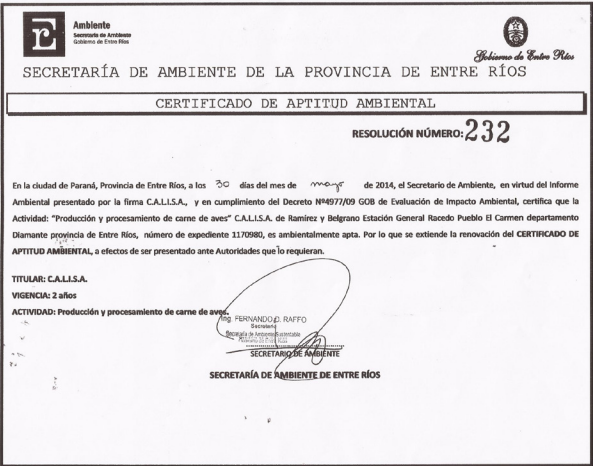 r
Ambiente
Secretaría de Ambiente
Gobierno de Entre Ríos
Gobierno de Entre Ríos
SECRETARÍA DE AMBIENTE DE LA PROVINCIA DE ENTRE RÍOS
CERTIFICADO DE APTITUD AMBIENTAL
RESOLUCIÓN NÚMERO: 232
En la ciudad de Paraná, Provincia de Entre Ríos, a los 30 días del mes de mayo de 2014, el Secretario de Ambiente, en virtud del Informe
Ambiental presentado por la firma C.A.L.I.S.A., y en cumplimiento del Decreto Nº4977/09 GOB de Evaluación de Impacto Ambiental, certifica que la
Actividad: "Producción y procesamiento de carne de aves" C.A.L.I.S.A. de Ramirez y Belgrano Estación General Racedo Pueblo El Carmen departamento
Diamante provincia de Entre Ríos, número de expediente 1170980, es ambientalmente apta. Por lo que se extiende la renovación del CERTIFICADO DE
APTITUD AMBIENTAL, a efectos de ser presentado ante Autoridades que lo requieran.
TITULAR: C.A.L.I.S.A.
VIGENCIA: 2 años
ACTIVIDAD: Producción y procesamiento de carne de aves.
Ing. FERNANDO D. RAFFO
Secretario
Secretaría de Ambiente Sustentable
SECRETARIO DE AMBIENTE
SECRETARÍA DE AMBIENTE DE ENTRE RÍOS